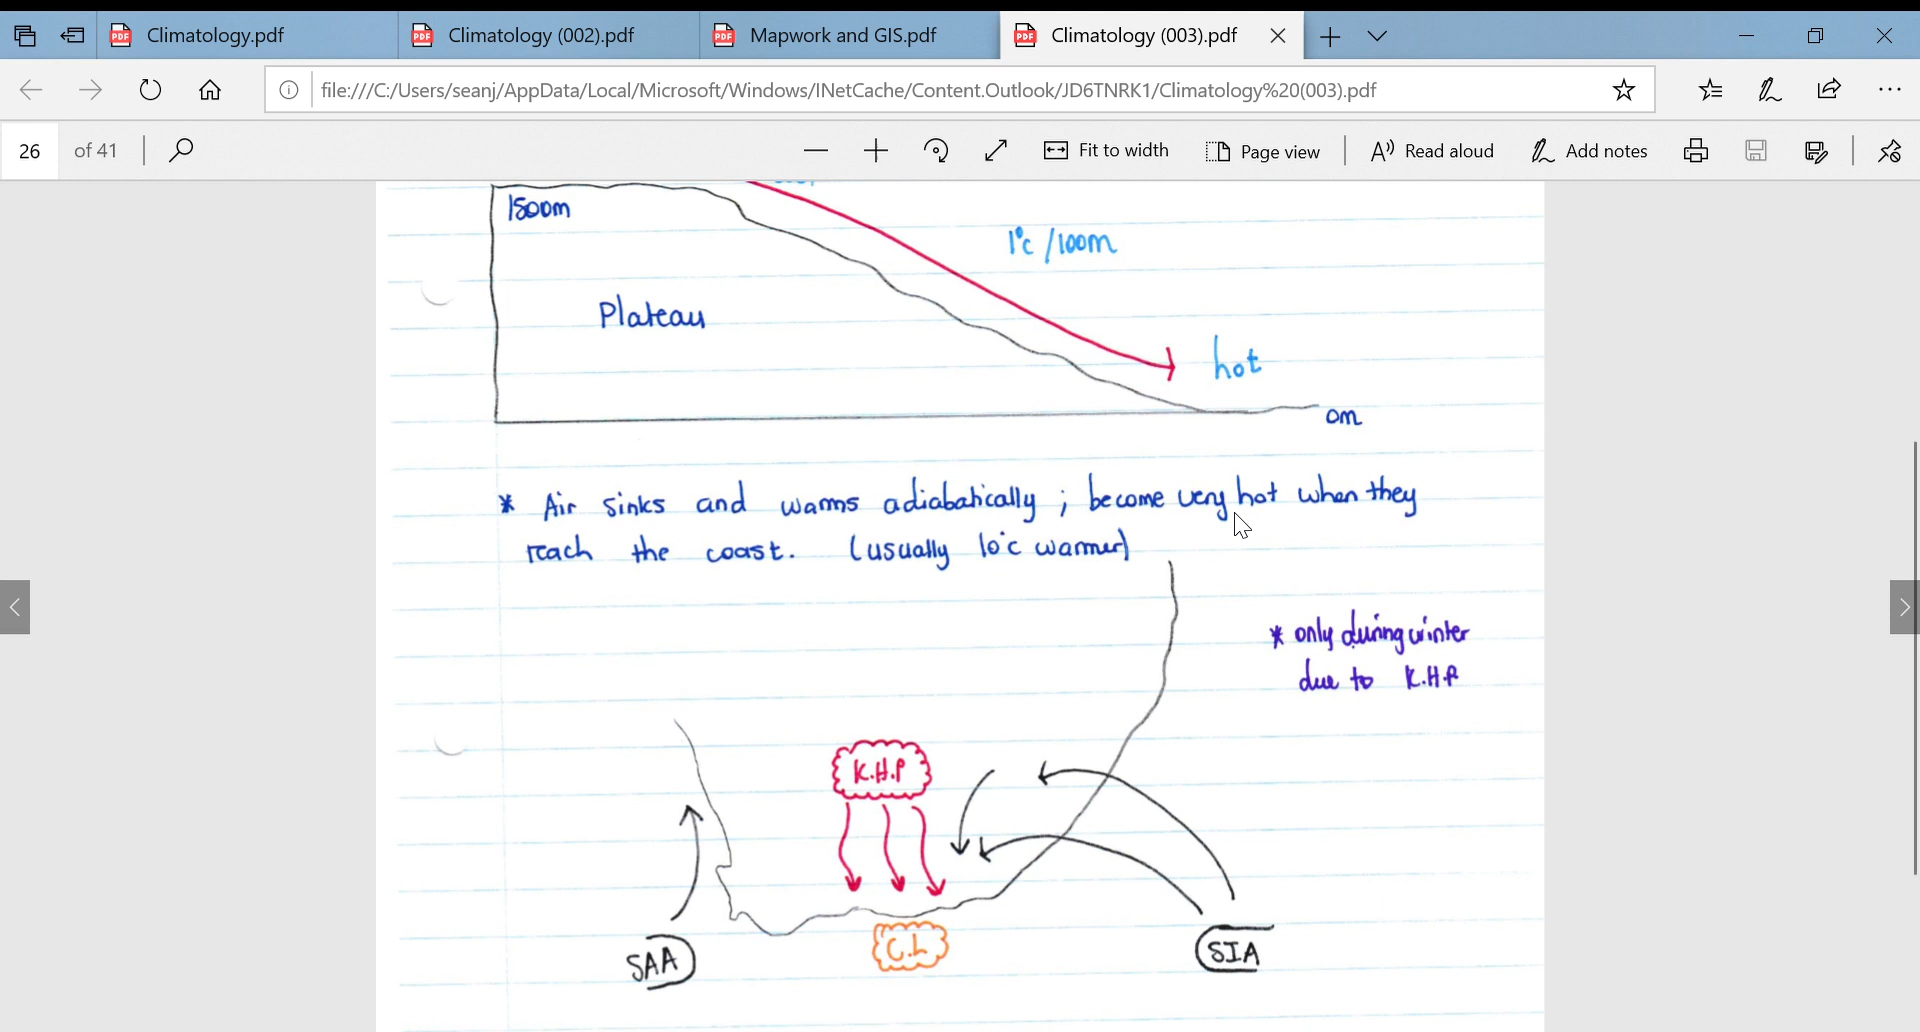 Climatology.pdf
Climatology (002).pdf
Mapwork and GIS.pdf
Climatology (003).pdf
file:///C:/Users/seanj/AppData/Local/Microsoft/Windows/INetCache/Content.Outlook/JD6TNRK1/Climatology%20(003).pdf
26 of 41
Fit to width
Page view
Read aloud
Add notes
1500m
1°c /100m
Plateau
hot
0m
* Air sinks and warms adiabatically ; become very hot when they
reach the coast. (usually 10°c warmer)
* only during winter
due to K.H.P
K.H.P
SAA
C.L
SIA